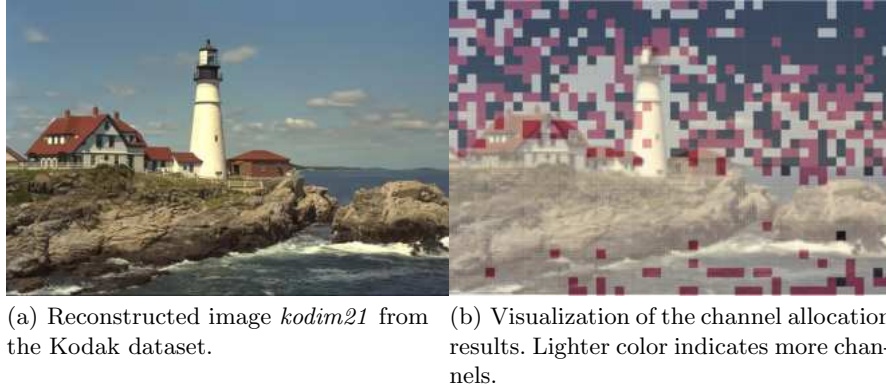 (a) Reconstructed image kodim21 from
the Kodak dataset.
(b) Visualization of the channel allocation
results. Lighter color indicates more chan-
nels.